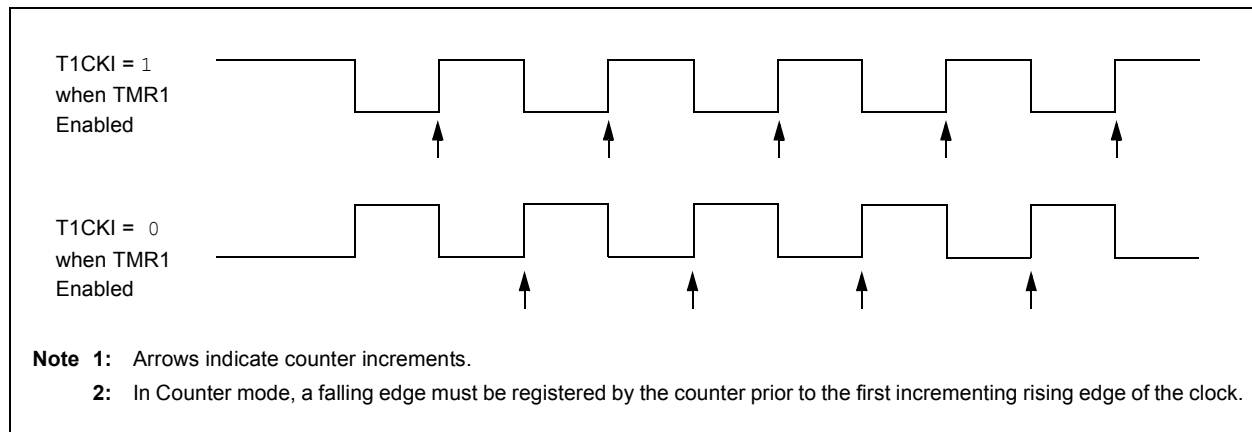 T1CKI = 1
when TMR1
Enabled
T1CKI = 0
when TMR1
Enabled
Note 1: Arrows indicate counter increments.
2: In Counter mode, a falling edge must be registered by the counter prior to the first incrementing rising edge of the clock.